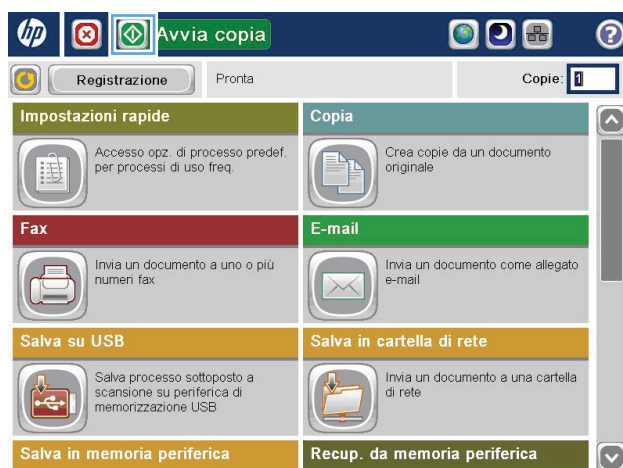 hp Avvia copia ?
Registrazione Pronta Copie: 1
Impostazioni rapide
Accesso opz. di processo predef.
per processi di uso freq.
Copia
Crea copie da un documento
originale
Fax
Invia un documento a uno o più
numeri fax
E-mail
Invia un documento come allegato
e-mail
Salva su USB
Salva processo sottoposto a
scansione su periferica di
memorizzazione USB
Salva in cartella di rete
Invia un documento a una cartella
di rete
Salva in memoria periferica
Recup. da memoria periferica